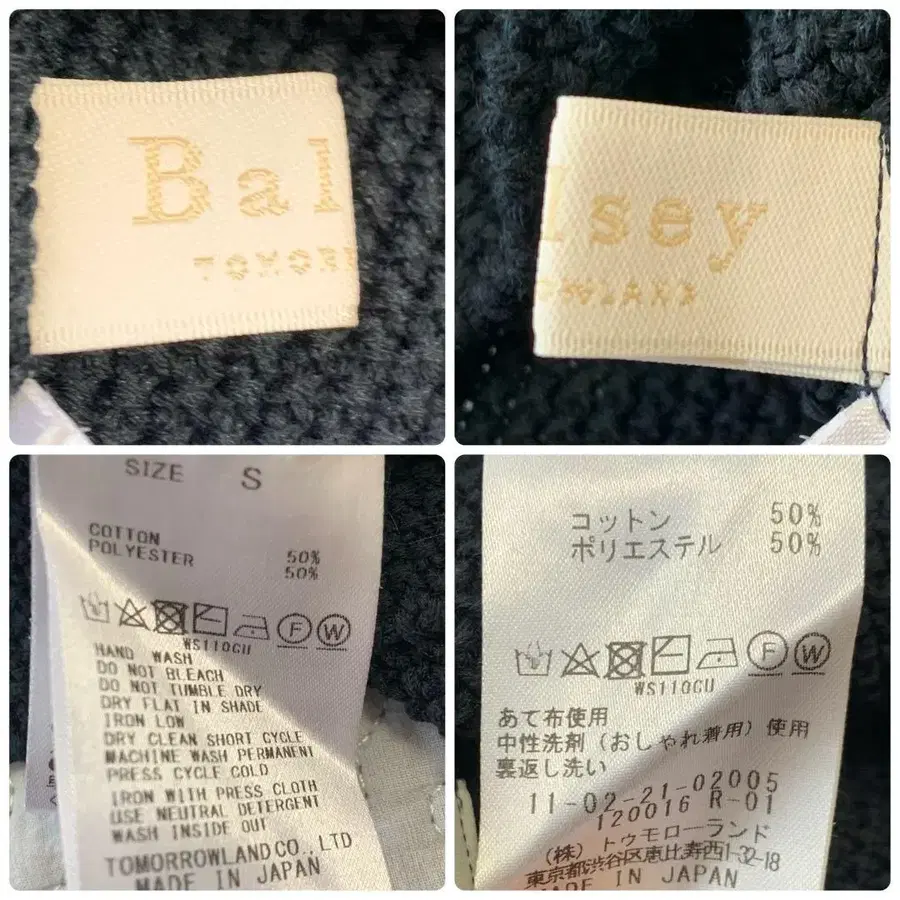 Bal
TOMOR
lsey
WLAND
SIZE S
COTTON 50%
POLYESTER 50%
F W
WS110CU
HAND WASH
DO NOT BLEACH
DO NOT TUMBLE DRY
DRY FLAT IN SHADE
IRON LOW
DRY CLEAN SHORT CYCLE
MACHINE WASH PERMANENT
PRESS CYCLE COLD
IRON WITH PRESS CLOTH
USE NEUTRAL DETERGENT
WASH INSIDE OUT
TOMORROWLAND CO., LTD
MADE IN JAPAN
コットン 50%
ポリエステル 50%
F W
WS110CU
あて布使用
中性洗剤(おしゃれ着用)使用
裏返し洗い
11-02-21-02005
120016 R-01
(株)トゥモローランド
東京都渋谷区恵比寿西1-32-18
MADE IN JAPAN